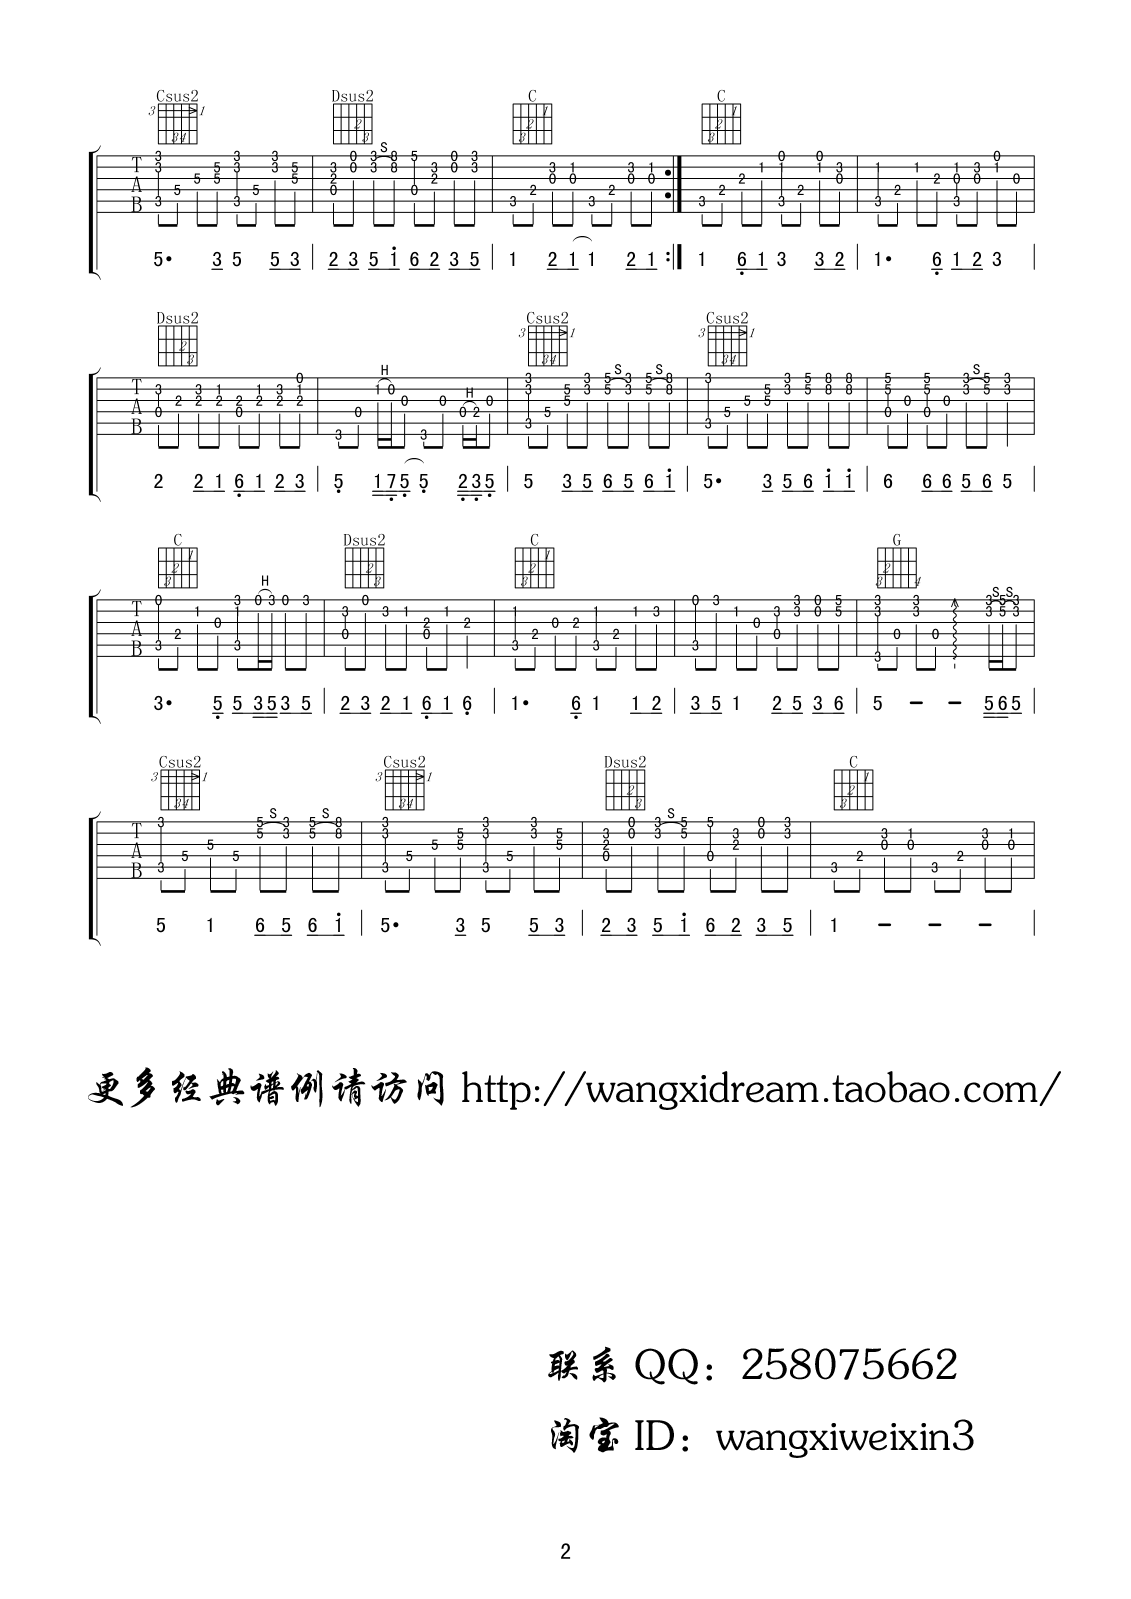 Csus2 Dsus2 C C
5· 3 5 5 3 | 2 3 5 1 6 2 3 5 | 1 2 1 1 2 1 :| 1 6 1 3 3 2 | 1· 6 1 2 3 |
Dsus2 Csus2 Csus2
H H S S S
2 2 1 6 1 2 3 | 5 1 7 5 5 2 3 5 | 5 3 5 6 5 6 1 | 5· 3 5 6 1 1 | 6 6 6 5 6 5 |
C Dsus2 C G
H S S
3· 5 5 3 5 3 5 | 2 3 2 1 6 1 6 | 1· 6 1 1 2 | 3 5 1 2 5 3 6 | 5 - - 5 6 5 |
Csus2 Csus2 Dsus2 C
S S S
5 1 6 5 6 1 | 5· 3 5 5 3 | 2 3 5 1 6 2 3 5 | 1 - - - |
更多经典谱例请访问 http://wangxidream.taobao.com/
联系 QQ：258075662
淘宝 ID：wangxiweixin3
2